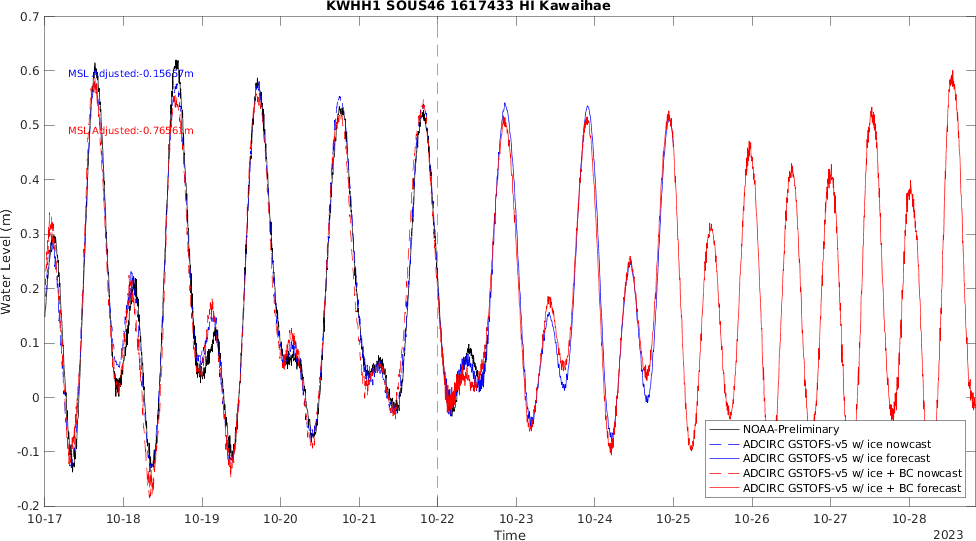 KWHH1 SOUS46 1617433 HI Kawaihae
0.7
0.6
0.5
0.4
0.3
0.2
0.1
0
-0.1
-0.2
Water Level (m)
MSL Adjusted:-0.15667m
MSL Adjusted:-0.76561m
NOAA-Preliminary
ADCIRC GSTOFS-v5 w/ ice nowcast
ADCIRC GSTOFS-v5 w/ ice forecast
ADCIRC GSTOFS-v5 w/ ice + BC nowcast
ADCIRC GSTOFS-v5 w/ ice + BC forecast
10-17 10-18 10-19 10-20 10-21 10-22 10-23 10-24 10-25 10-26 10-27 10-28
Time
2023